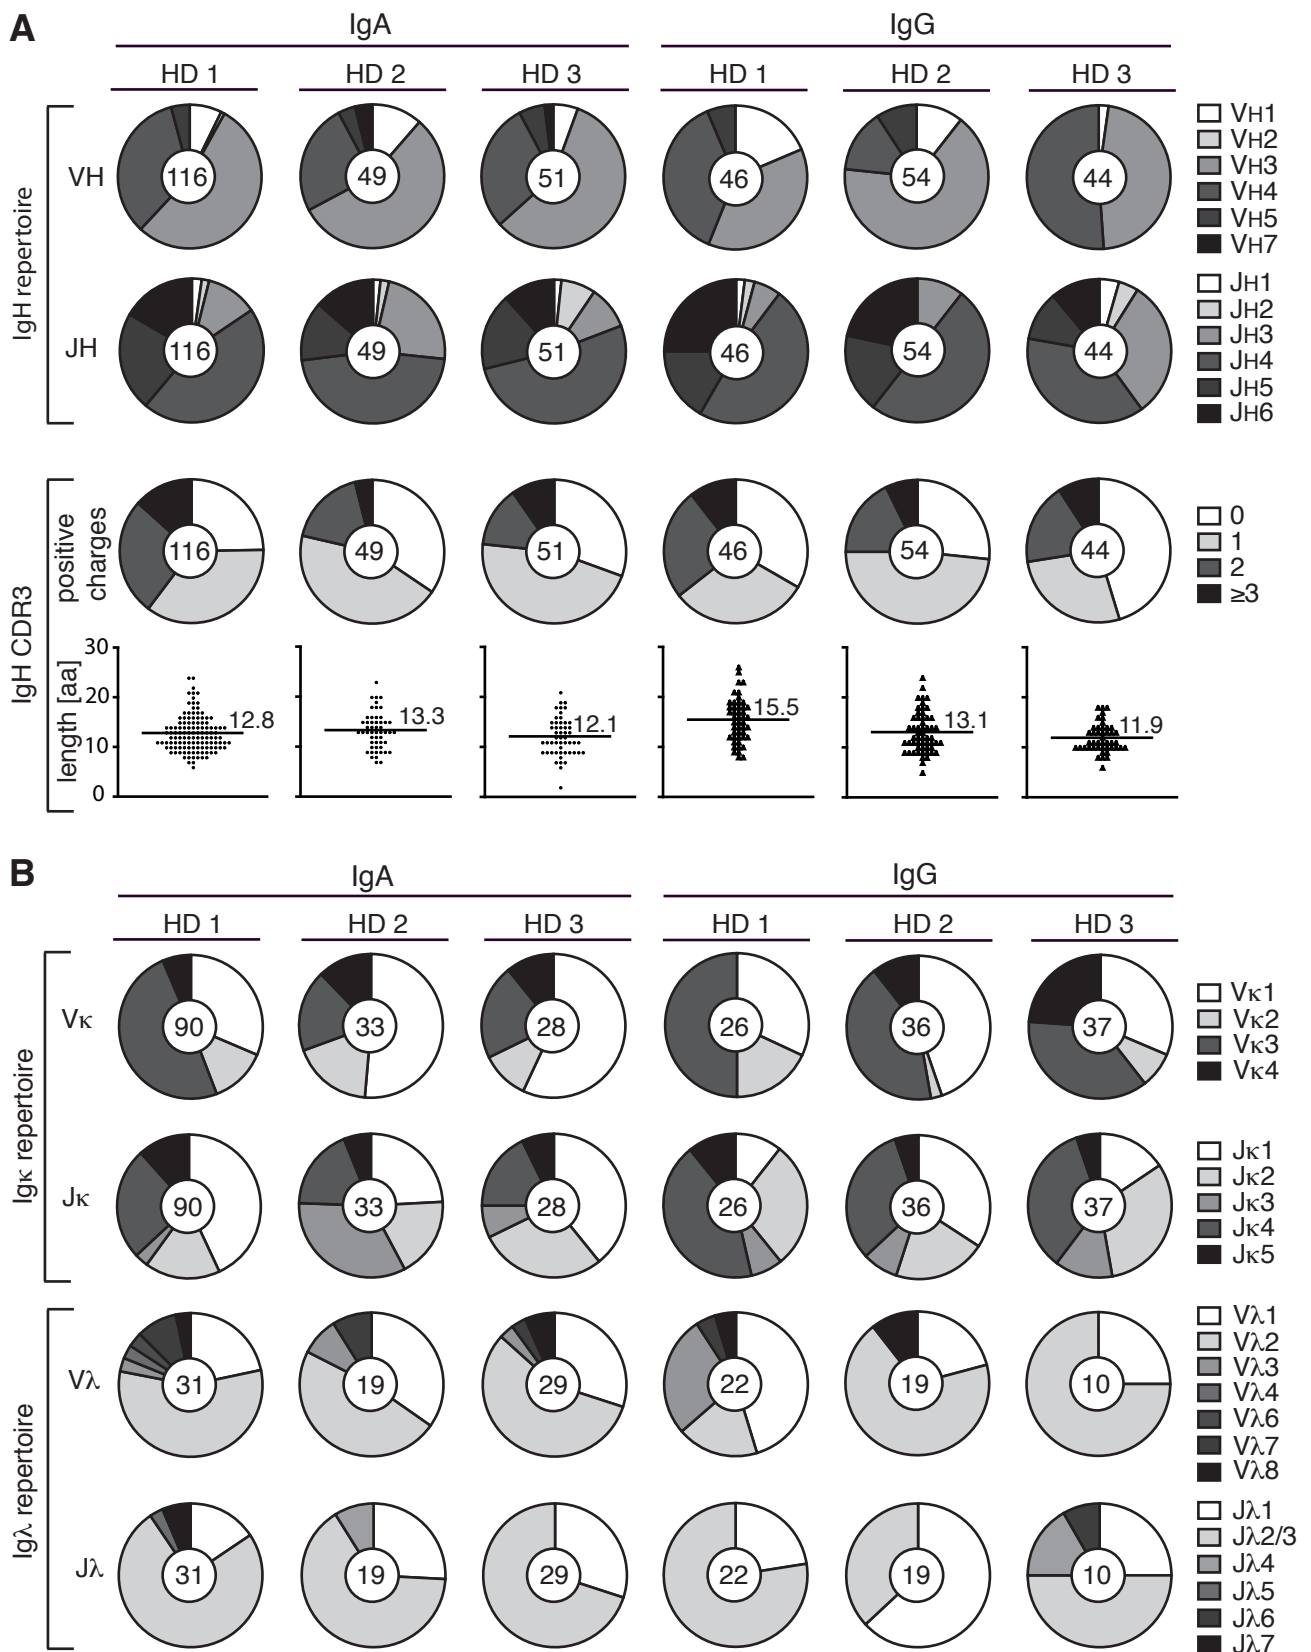 A
IgA IgG
HD 1 HD 2 HD 3 HD 1 HD 2 HD 3
IgH repertoire
VH 116 49 51 46 54 44
VH1
VH2
VH3
VH4
VH5
VH7
JH 116 49 51 46 54 44
JH1
JH2
JH3
JH4
JH5
JH6
IgH CDR3
positive charges 116 49 51 46 54 44
0
1
2
≥3
length [aa]
30
20
10
0
12.8 13.3 12.1 15.5 13.1 11.9
B
IgA IgG
HD 1 HD 2 HD 3 HD 1 HD 2 HD 3
Igκ repertoire
Vκ 90 33 28 26 36 37
Vκ1
Vκ2
Vκ3
Vκ4
Jκ 90 33 28 26 36 37
Jκ1
Jκ2
Jκ3
Jκ4
Jκ5
Igλ repertoire
Vλ 31 19 29 22 19 10
Vλ1
Vλ2
Vλ3
Vλ4
Vλ6
Vλ7
Vλ8
Jλ 31 19 29 22 19 10
Jλ1
Jλ2/3
Jλ4
Jλ5
Jλ6
Jλ7